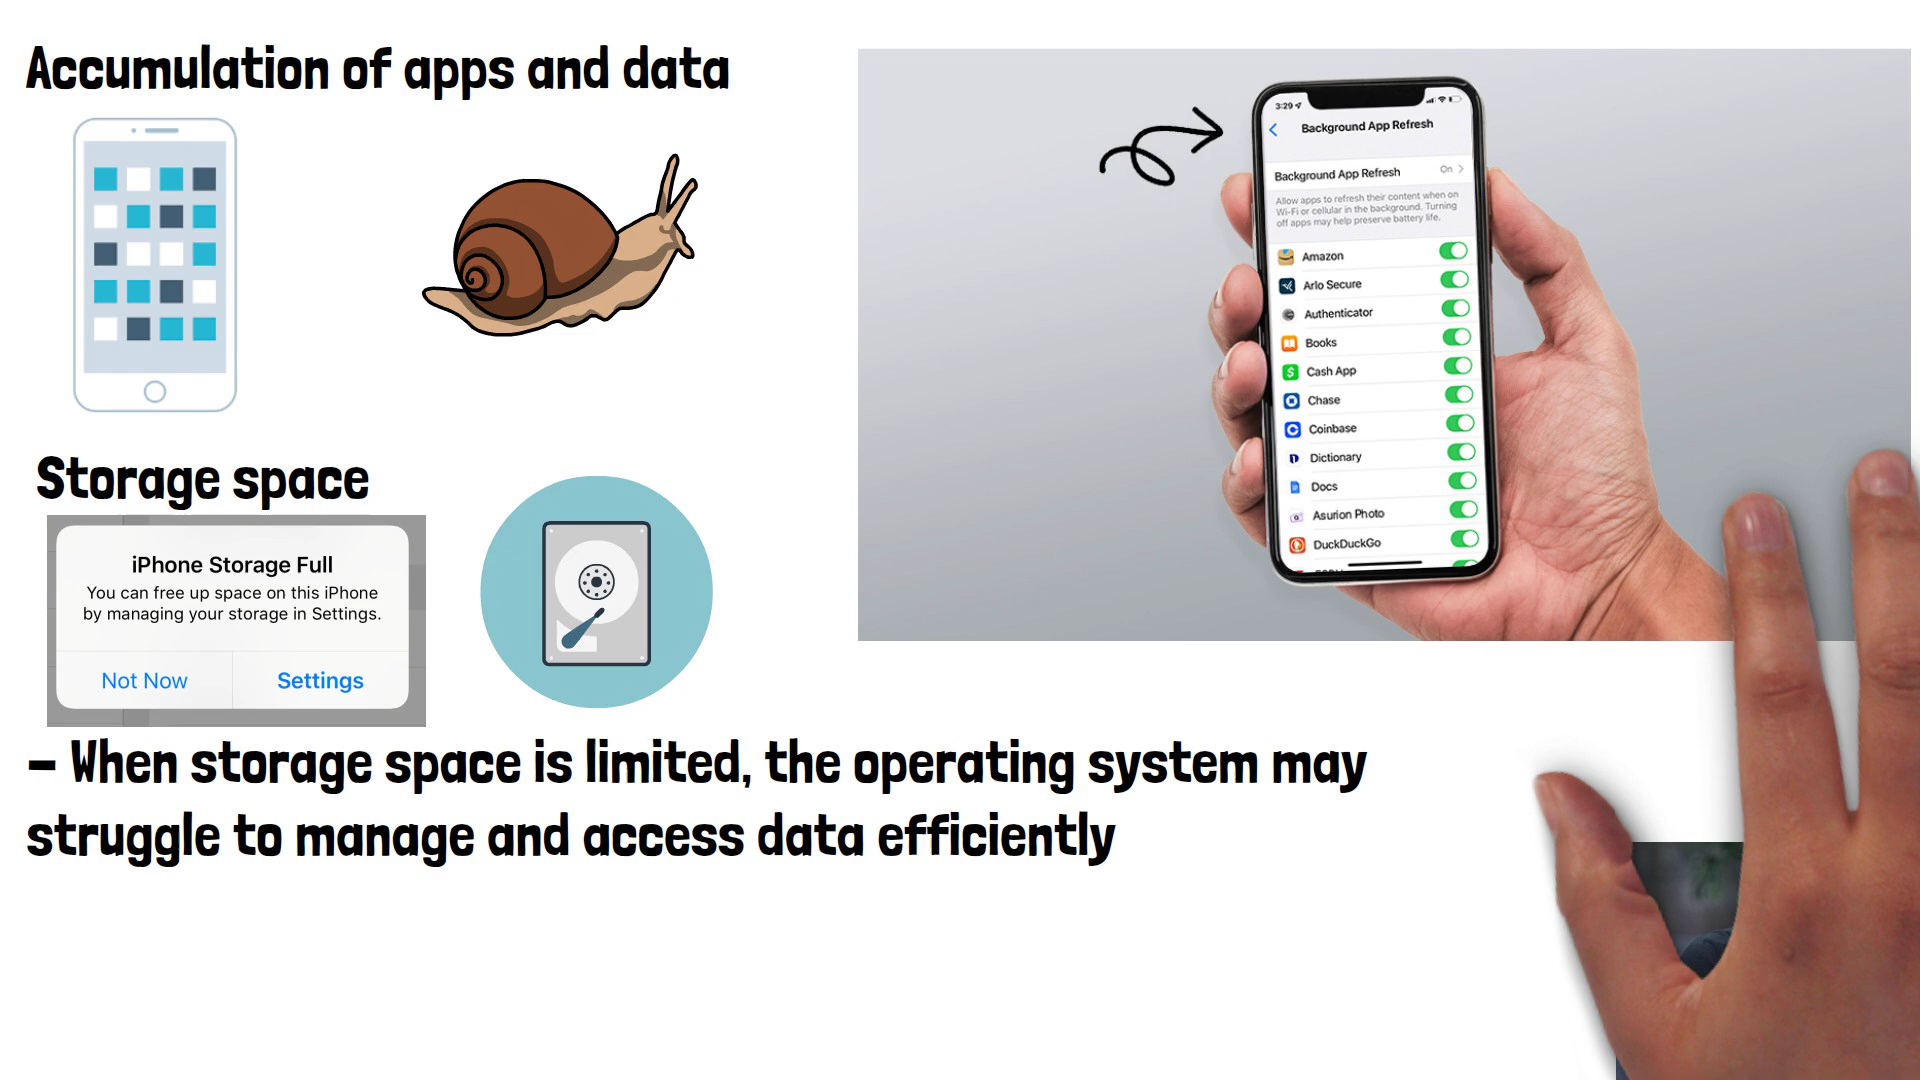 Accumulation of apps and data
3:29
Background App Refresh
Background App Refresh On
Allow apps to refresh their content when on
Wi-Fi or cellular in the background. Turning
off apps may help preserve battery life.
Amazon
Arlo Secure
Authenticator
Books
Cash App
Chase
Coinbase
Dictionary
Docs
Asurion Photo
DuckDuckGo
Storage space
iPhone Storage Full
You can free up space on this iPhone
by managing your storage in Settings.
Not Now Settings
- When storage space is limited, the operating system may
struggle to manage and access data efficiently